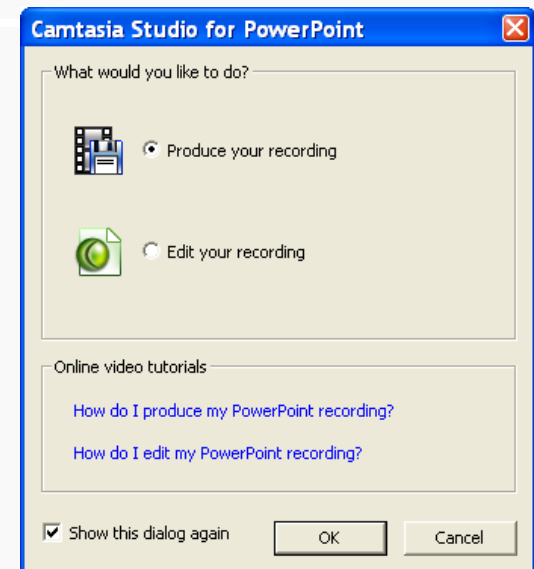 Camtasia Studio for PowerPoint
What would you like to do?
Produce your recording
Edit your recording
Online video tutorials
How do I produce my PowerPoint recording?
How do I edit my PowerPoint recording?
Show this dialog again
OK
Cancel